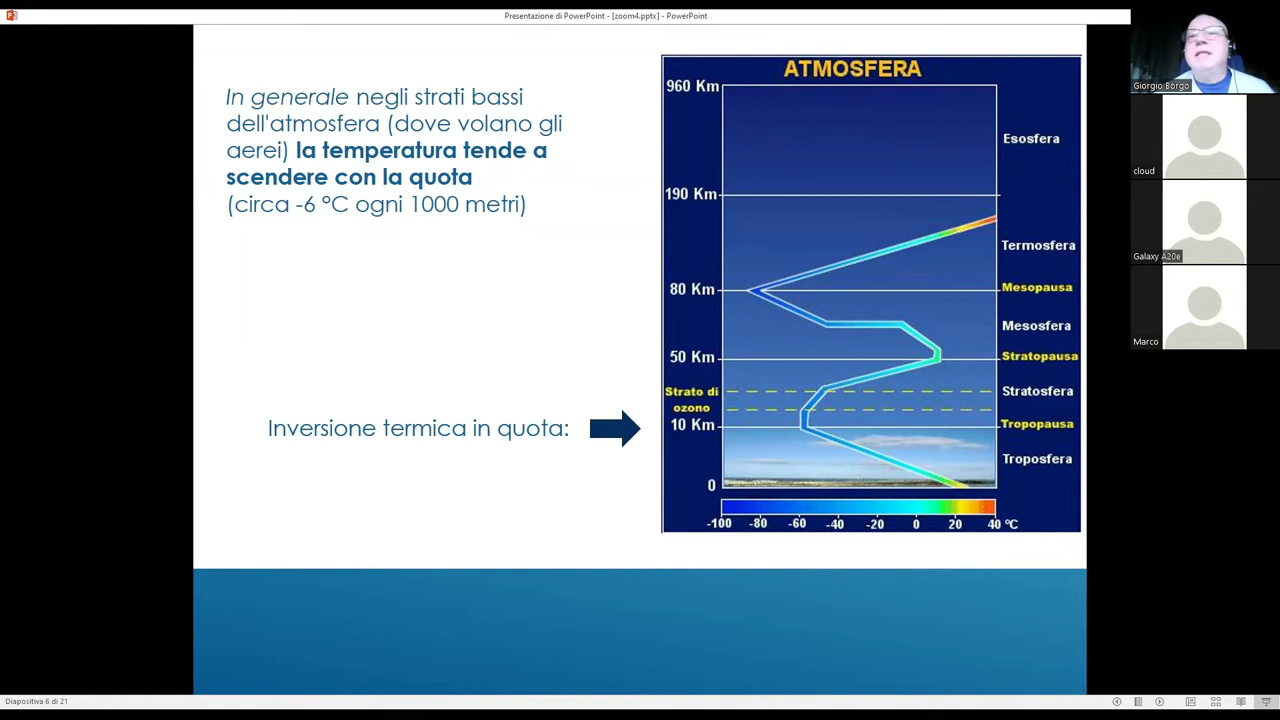 Presentazione di PowerPoint - [zoom4.pptx] - PowerPoint
In generale negli strati bassi
dell'atmosfera (dove volano gli
aerei) la temperatura tende a
scendere con la quota
(circa -6 °C ogni 1000 metri)
Inversione termica in quota:
ATMOSFERA
960 Km
Esosfera
190 Km
Termosfera
80 Km
Mesopausa
Mesosfera
50 Km
Stratopausa
Strato di
ozono
Stratosfera
10 Km
Tropopausa
Troposfera
0
-100 -80 -60 -40 -20 0 20 40 °C
Giorgio Borgo
cloud
Galaxy A20e
Marco
Diapositiva 6 di 21